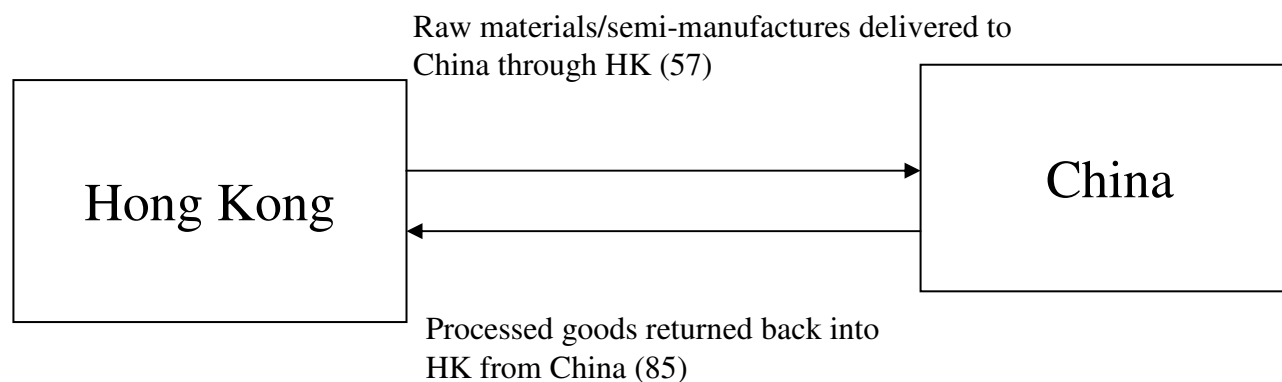 Raw materials/semi-manufactures delivered to
China through HK (57)
Hong Kong
China
Processed goods returned back into
HK from China (85)